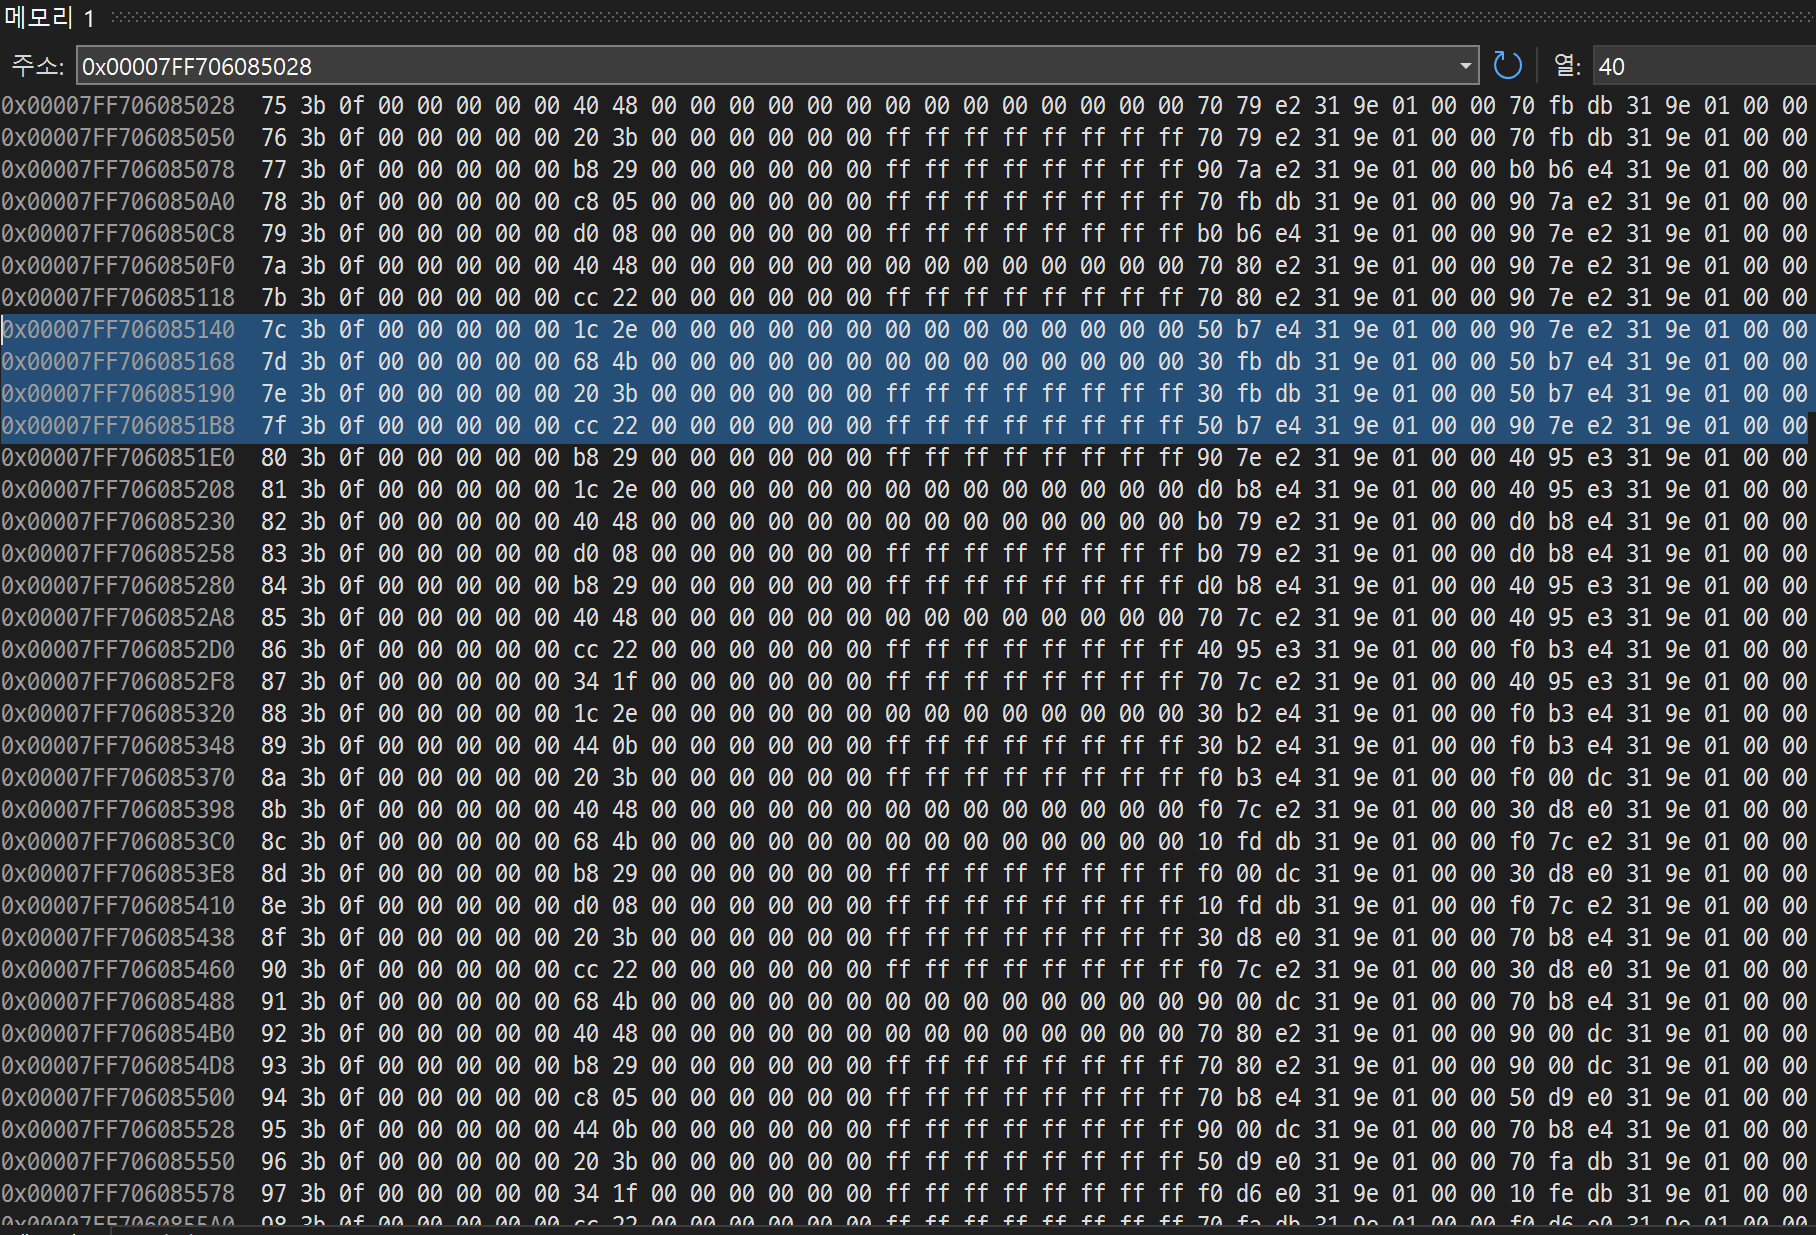 메모리 1
주소: 0x00007FF706085028 열: 40
0x00007FF706085028 75 3b 0f 00 00 00 00 00 40 48 00 00 00 00 00 00 00 00 00 00 00 00 00 00 70 79 e2 31 9e 01 00 00 70 fb db 31 9e 01 00 00
0x00007FF706085050 76 3b 0f 00 00 00 00 00 20 3b 00 00 00 00 00 00 ff ff ff ff ff ff ff ff 70 79 e2 31 9e 01 00 00 70 fb db 31 9e 01 00 00
0x00007FF706085078 77 3b 0f 00 00 00 00 00 b8 29 00 00 00 00 00 00 ff ff ff ff ff ff ff ff 90 7a e2 31 9e 01 00 00 b0 b6 e4 31 9e 01 00 00
0x00007FF7060850A0 78 3b 0f 00 00 00 00 00 c8 05 00 00 00 00 00 00 ff ff ff ff ff ff ff ff 70 fb db 31 9e 01 00 00 90 7a e2 31 9e 01 00 00
0x00007FF7060850C8 79 3b 0f 00 00 00 00 00 d0 08 00 00 00 00 00 00 ff ff ff ff ff ff ff ff b0 b6 e4 31 9e 01 00 00 90 7e e2 31 9e 01 00 00
0x00007FF7060850F0 7a 3b 0f 00 00 00 00 00 40 48 00 00 00 00 00 00 00 00 00 00 00 00 00 00 70 80 e2 31 9e 01 00 00 90 7e e2 31 9e 01 00 00
0x00007FF706085118 7b 3b 0f 00 00 00 00 00 cc 22 00 00 00 00 00 00 ff ff ff ff ff ff ff ff 70 80 e2 31 9e 01 00 00 90 7e e2 31 9e 01 00 00
0x00007FF706085140 7c 3b 0f 00 00 00 00 00 1c 2e 00 00 00 00 00 00 00 00 00 00 00 00 00 00 50 b7 e4 31 9e 01 00 00 90 7e e2 31 9e 01 00 00
0x00007FF706085168 7d 3b 0f 00 00 00 00 00 68 4b 00 00 00 00 00 00 00 00 00 00 00 00 00 00 30 fb db 31 9e 01 00 00 50 b7 e4 31 9e 01 00 00
0x00007FF706085190 7e 3b 0f 00 00 00 00 00 20 3b 00 00 00 00 00 00 ff ff ff ff ff ff ff ff 30 fb db 31 9e 01 00 00 50 b7 e4 31 9e 01 00 00
0x00007FF7060851B8 7f 3b 0f 00 00 00 00 00 cc 22 00 00 00 00 00 00 ff ff ff ff ff ff ff ff 50 b7 e4 31 9e 01 00 00 90 7e e2 31 9e 01 00 00
0x00007FF7060851E0 80 3b 0f 00 00 00 00 00 b8 29 00 00 00 00 00 00 ff ff ff ff ff ff ff ff 90 7e e2 31 9e 01 00 00 40 95 e3 31 9e 01 00 00
0x00007FF706085208 81 3b 0f 00 00 00 00 00 1c 2e 00 00 00 00 00 00 00 00 00 00 00 00 00 00 d0 b8 e4 31 9e 01 00 00 40 95 e3 31 9e 01 00 00
0x00007FF706085230 82 3b 0f 00 00 00 00 00 40 48 00 00 00 00 00 00 00 00 00 00 00 00 00 00 b0 79 e2 31 9e 01 00 00 d0 b8 e4 31 9e 01 00 00
0x00007FF706085258 83 3b 0f 00 00 00 00 00 d0 08 00 00 00 00 00 00 ff ff ff ff ff ff ff ff b0 79 e2 31 9e 01 00 00 d0 b8 e4 31 9e 01 00 00
0x00007FF706085280 84 3b 0f 00 00 00 00 00 b8 29 00 00 00 00 00 00 ff ff ff ff ff ff ff ff d0 b8 e4 31 9e 01 00 00 40 95 e3 31 9e 01 00 00
0x00007FF7060852A8 85 3b 0f 00 00 00 00 00 40 48 00 00 00 00 00 00 00 00 00 00 00 00 00 00 70 7c e2 31 9e 01 00 00 40 95 e3 31 9e 01 00 00
0x00007FF7060852D0 86 3b 0f 00 00 00 00 00 cc 22 00 00 00 00 00 00 ff ff ff ff ff ff ff ff 40 95 e3 31 9e 01 00 00 f0 b3 e4 31 9e 01 00 00
0x00007FF7060852F8 87 3b 0f 00 00 00 00 00 34 1f 00 00 00 00 00 00 ff ff ff ff ff ff ff ff 70 7c e2 31 9e 01 00 00 40 95 e3 31 9e 01 00 00
0x00007FF706085320 88 3b 0f 00 00 00 00 00 1c 2e 00 00 00 00 00 00 00 00 00 00 00 00 00 00 30 b2 e4 31 9e 01 00 00 f0 b3 e4 31 9e 01 00 00
0x00007FF706085348 89 3b 0f 00 00 00 00 00 44 0b 00 00 00 00 00 00 ff ff ff ff ff ff ff ff 30 b2 e4 31 9e 01 00 00 f0 b3 e4 31 9e 01 00 00
0x00007FF706085370 8a 3b 0f 00 00 00 00 00 20 3b 00 00 00 00 00 00 ff ff ff ff ff ff ff ff f0 b3 e4 31 9e 01 00 00 f0 00 dc 31 9e 01 00 00
0x00007FF706085398 8b 3b 0f 00 00 00 00 00 40 48 00 00 00 00 00 00 00 00 00 00 00 00 00 00 f0 7c e2 31 9e 01 00 00 30 d8 e0 31 9e 01 00 00
0x00007FF7060853C0 8c 3b 0f 00 00 00 00 00 68 4b 00 00 00 00 00 00 00 00 00 00 00 00 00 00 10 fd db 31 9e 01 00 00 f0 7c e2 31 9e 01 00 00
0x00007FF7060853E8 8d 3b 0f 00 00 00 00 00 b8 29 00 00 00 00 00 00 ff ff ff ff ff ff ff ff f0 00 dc 31 9e 01 00 00 30 d8 e0 31 9e 01 00 00
0x00007FF706085410 8e 3b 0f 00 00 00 00 00 d0 08 00 00 00 00 00 00 ff ff ff ff ff ff ff ff 10 fd db 31 9e 01 00 00 f0 7c e2 31 9e 01 00 00
0x00007FF706085438 8f 3b 0f 00 00 00 00 00 20 3b 00 00 00 00 00 00 ff ff ff ff ff ff ff ff 30 d8 e0 31 9e 01 00 00 70 b8 e4 31 9e 01 00 00
0x00007FF706085460 90 3b 0f 00 00 00 00 00 cc 22 00 00 00 00 00 00 ff ff ff ff ff ff ff ff f0 7c e2 31 9e 01 00 00 30 d8 e0 31 9e 01 00 00
0x00007FF706085488 91 3b 0f 00 00 00 00 00 68 4b 00 00 00 00 00 00 00 00 00 00 00 00 00 00 90 00 dc 31 9e 01 00 00 70 b8 e4 31 9e 01 00 00
0x00007FF7060854B0 92 3b 0f 00 00 00 00 00 40 48 00 00 00 00 00 00 00 00 00 00 00 00 00 00 70 80 e2 31 9e 01 00 00 90 00 dc 31 9e 01 00 00
0x00007FF7060854D8 93 3b 0f 00 00 00 00 00 b8 29 00 00 00 00 00 00 ff ff ff ff ff ff ff ff 70 80 e2 31 9e 01 00 00 90 00 dc 31 9e 01 00 00
0x00007FF706085500 94 3b 0f 00 00 00 00 00 c8 05 00 00 00 00 00 00 ff ff ff ff ff ff ff ff 70 b8 e4 31 9e 01 00 00 50 d9 e0 31 9e 01 00 00
0x00007FF706085528 95 3b 0f 00 00 00 00 00 44 0b 00 00 00 00 00 00 ff ff ff ff ff ff ff ff 90 00 dc 31 9e 01 00 00 70 b8 e4 31 9e 01 00 00
0x00007FF706085550 96 3b 0f 00 00 00 00 00 20 3b 00 00 00 00 00 00 ff ff ff ff ff ff ff ff 50 d9 e0 31 9e 01 00 00 70 fa db 31 9e 01 00 00
0x00007FF706085578 97 3b 0f 00 00 00 00 00 34 1f 00 00 00 00 00 00 ff ff ff ff ff ff ff ff f0 d6 e0 31 9e 01 00 00 10 fe db 31 9e 01 00 00
0x00007FF7060855A0 98 3b 0f 00 00 00 00 00 cc 22 00 00 00 00 00 00 ff ff ff ff ff ff ff ff 70 fa db 31 9e 01 00 00 f0 d6 e0 31 9e 01 00 00